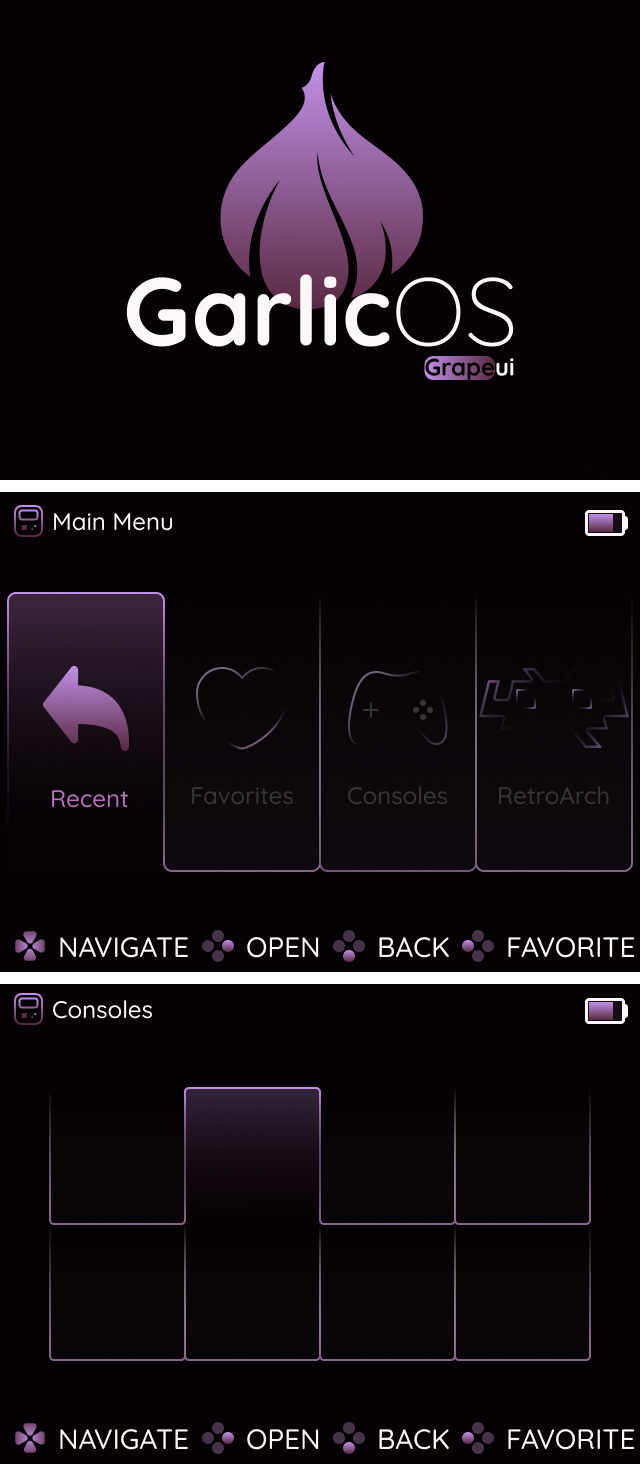 GarlicOS
Grapeui
Main Menu
Recent Favorites Consoles RetroArch
NAVIGATE OPEN BACK FAVORITE
Consoles
NAVIGATE OPEN BACK FAVORITE